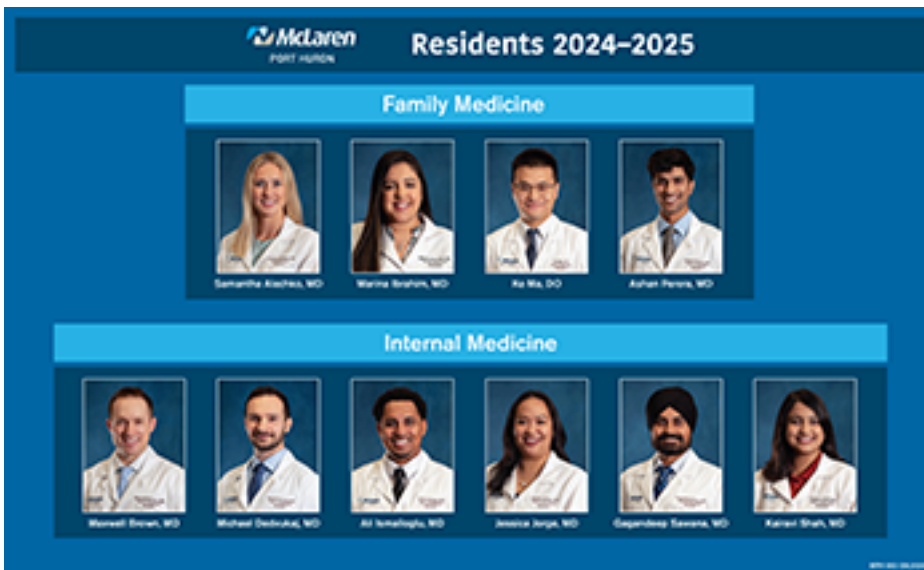 McLaren
PORT HURON
Residents 2024–2025
Family Medicine
Samantha MD
Marina Ibrahim, MD
Ke Ma, DO
Ashan Perera, MD
Internal Medicine
Maxwell Brown, MD
Michael Dedvukaj, MD
Ali Ismailoglu, MD
Jessica Jorge, MD
Gagandeep Sawana, MD
Kairavi Shah, MD